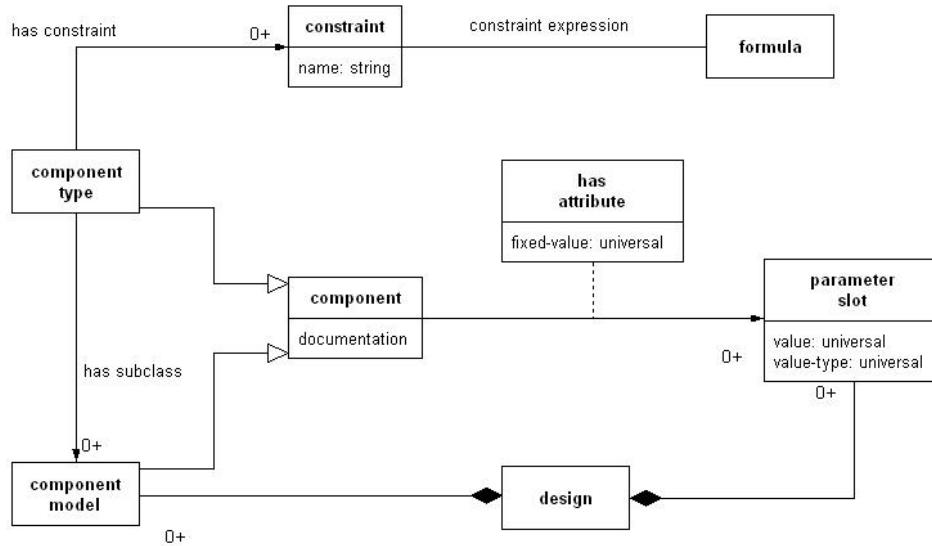 has constraint
0+
constraint
name: string
constraint expression
formula
component
type
has
attribute
fixed-value: universal
component
documentation
parameter
slot
value: universal
value-type: universal
0+
0+
has subclass
0+
component
model
0+
design